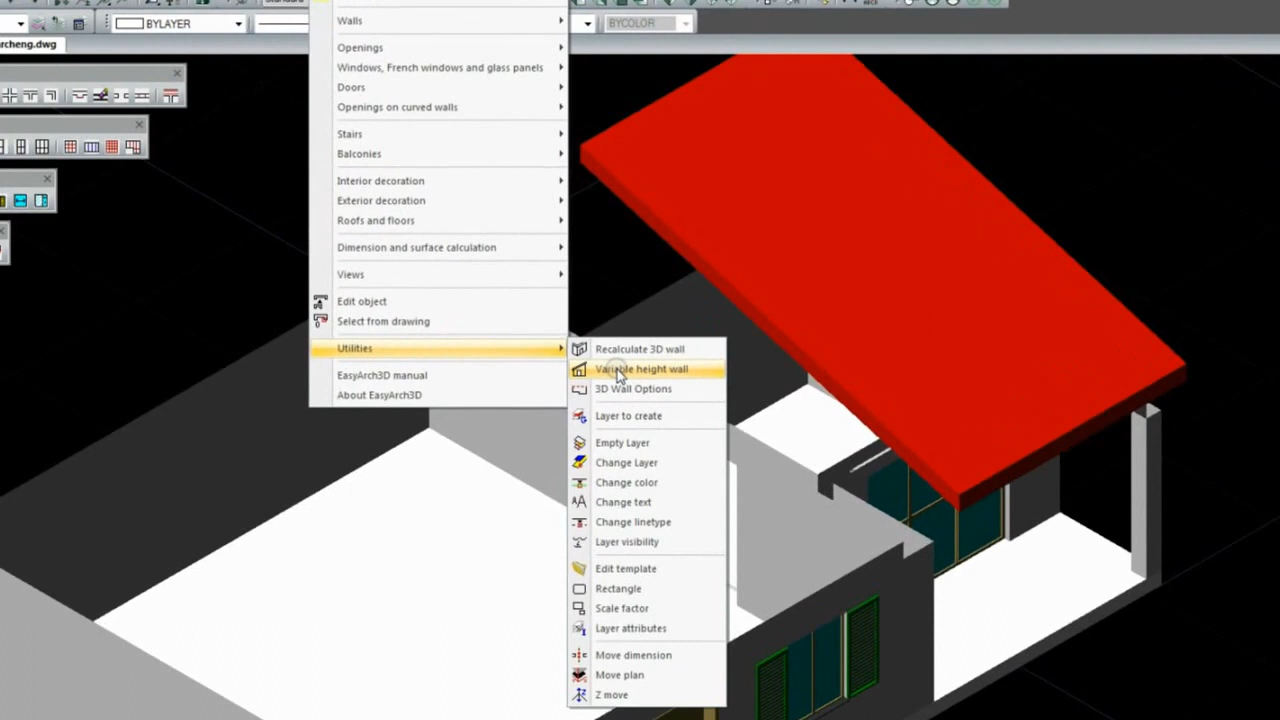 BYLAYER
BYCOLOR
archeng.dwg
Walls
Openings
Windows, French windows and glass panels
Doors
Openings on curved walls
Stairs
Balconies
Interior decoration
Exterior decoration
Roofs and floors
Dimension and surface calculation
Views
Edit object
Select from drawing
Utilities
EasyArch3D manual
About EasyArch3D
Recalculate 3D wall
Variable height wall
3D Wall Options
Layer to create
Empty Layer
Change Layer
Change color
Change text
Change linetype
Layer visibility
Edit template
Rectangle
Scale factor
Layer attributes
Move dimension
Move plan
Z move